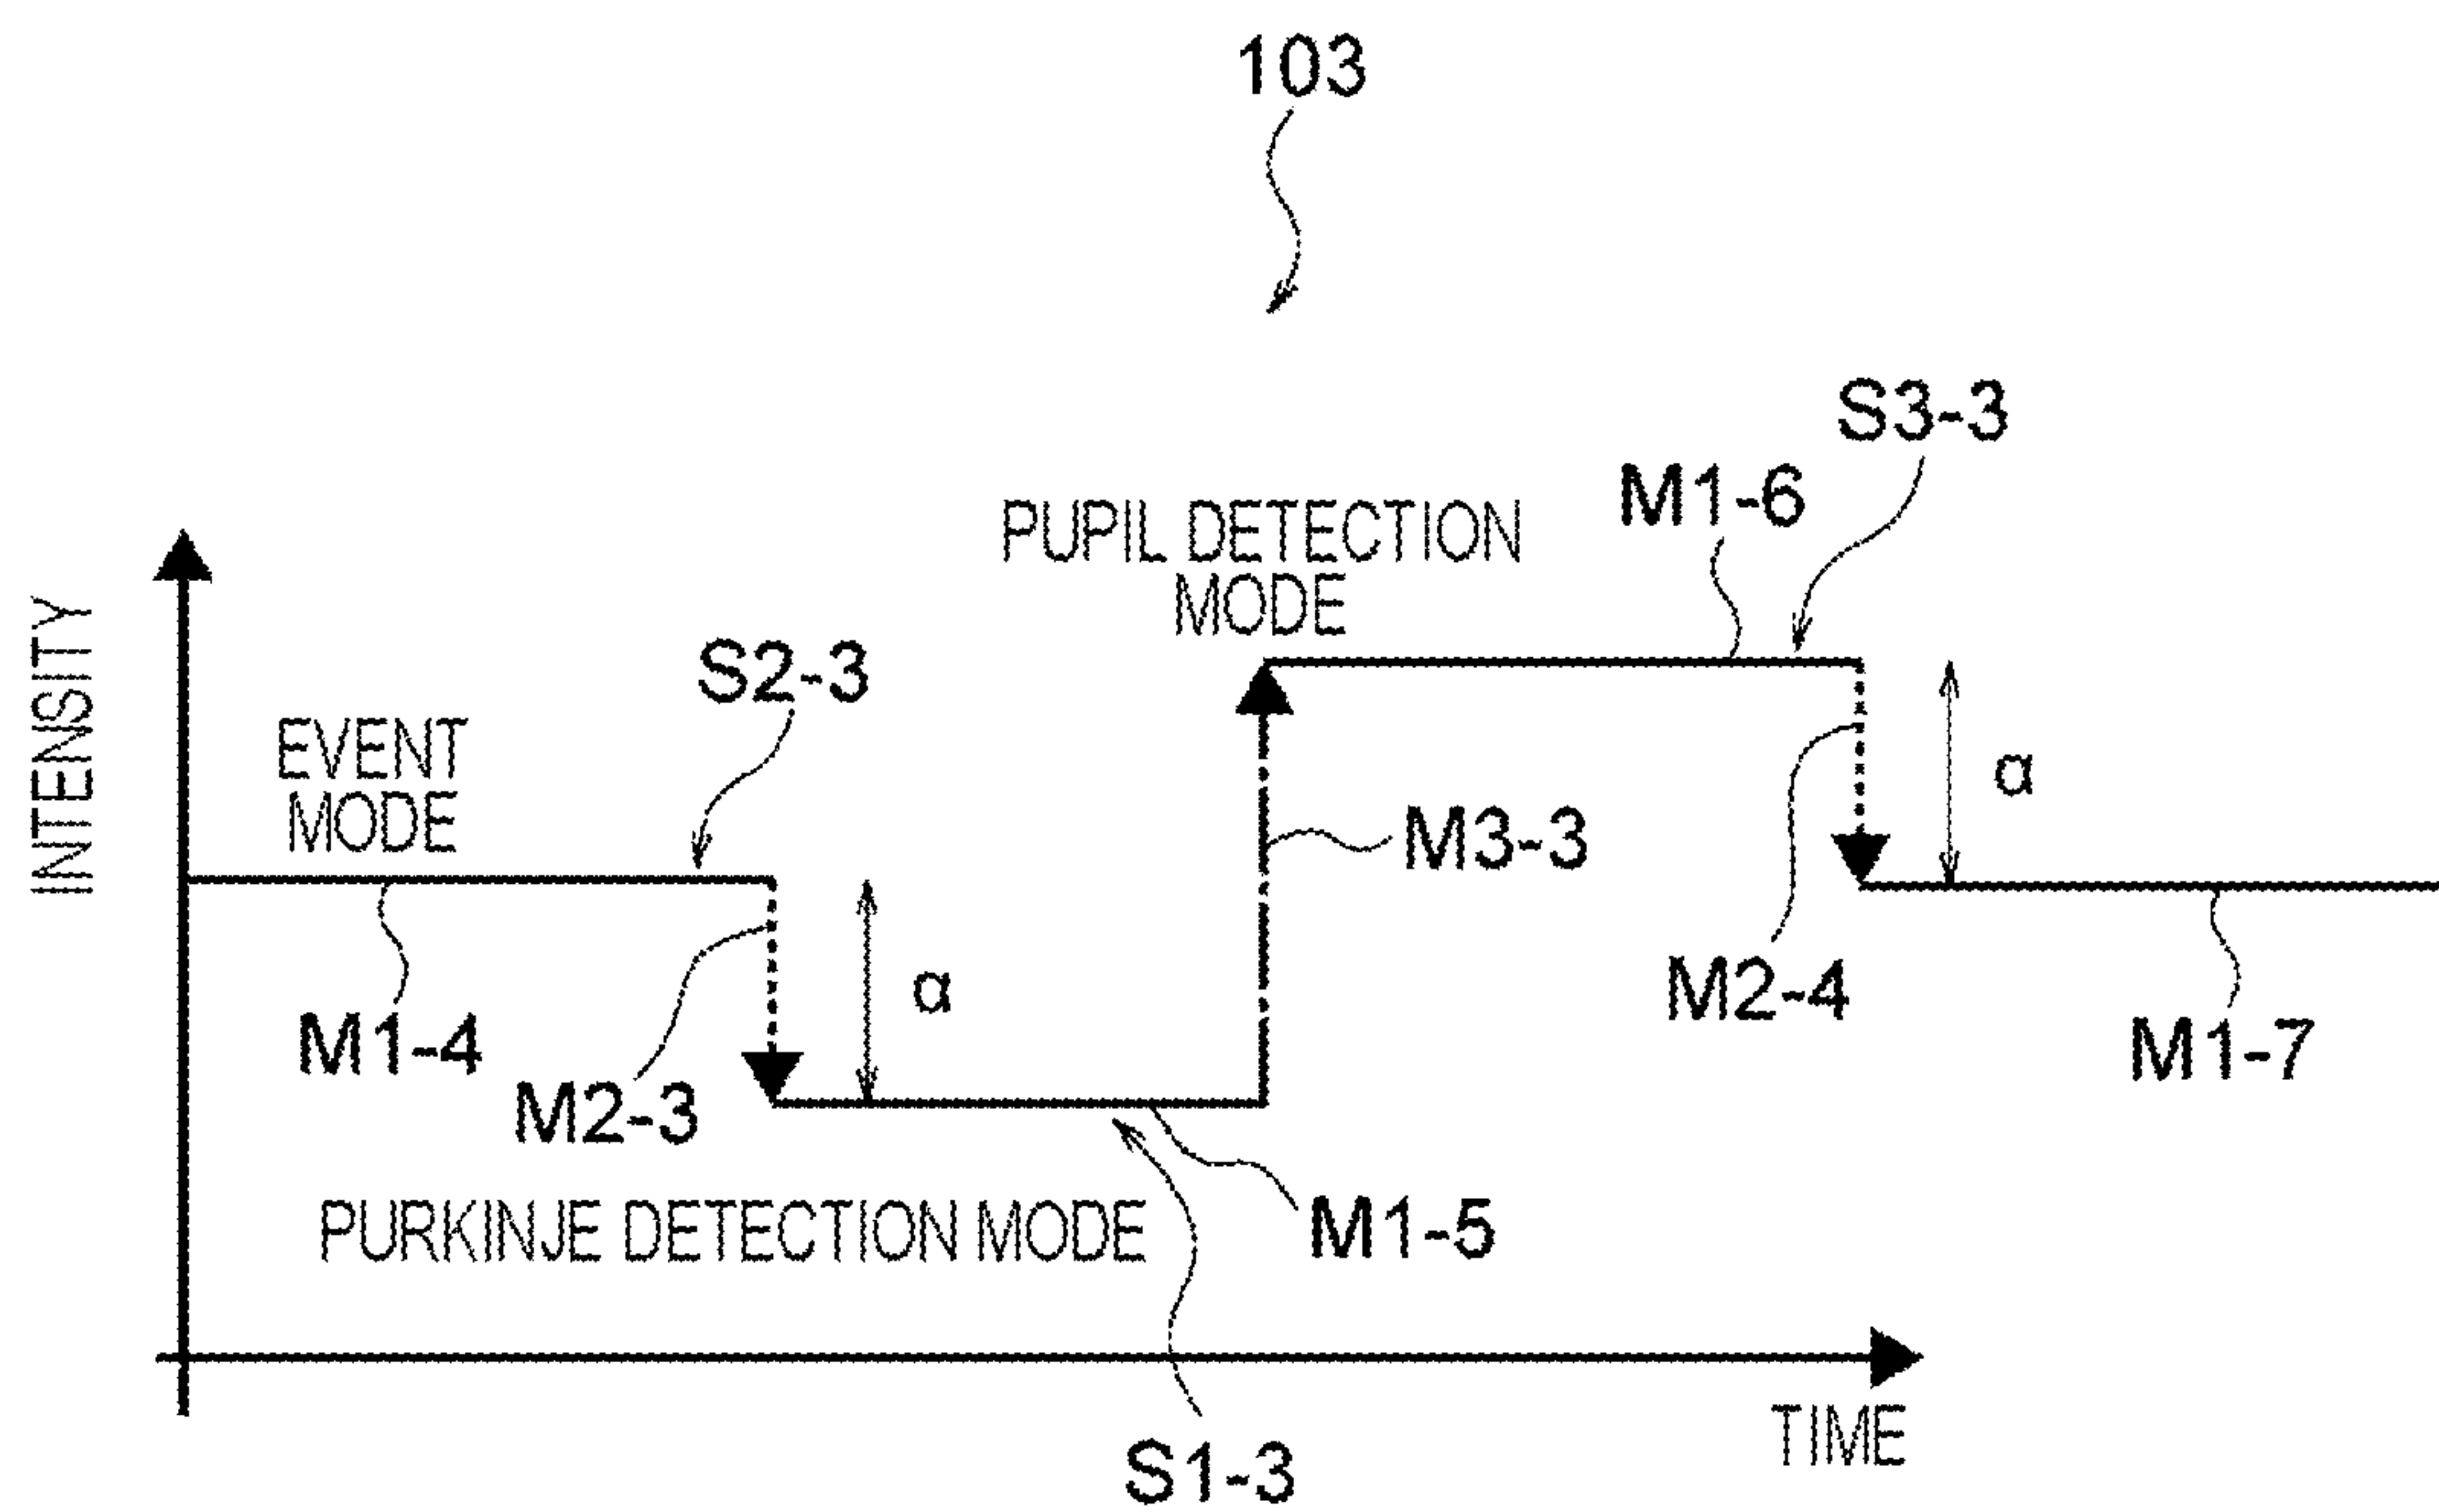 103
S3-3
M1-6
PUPIL DETECTION
MODE
INTENSITY
S2-3
EVENT
MODE
α
M3-3
α
M2-4
M1-4
M1-7
M2-3
PURKINJE DETECTION MODE
M1-5
TIME
S1-3